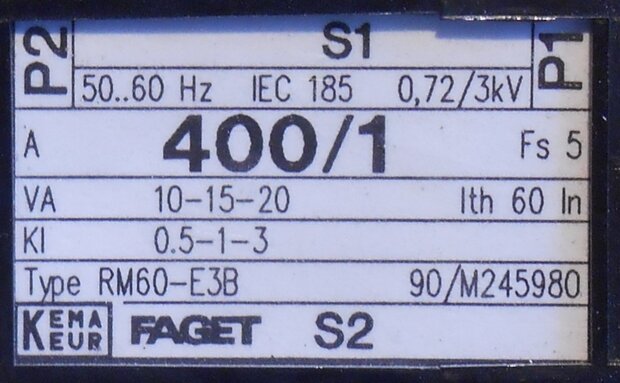 P2 S1 P1
50..60 Hz IEC 185 0,72/3kV
A 400/1 Fs 5
VA 10-15-20 Ith 60 In
Kl 0.5-1-3
Type RM60-E3B 90/M245980
KEMA KEUR FAGET S2